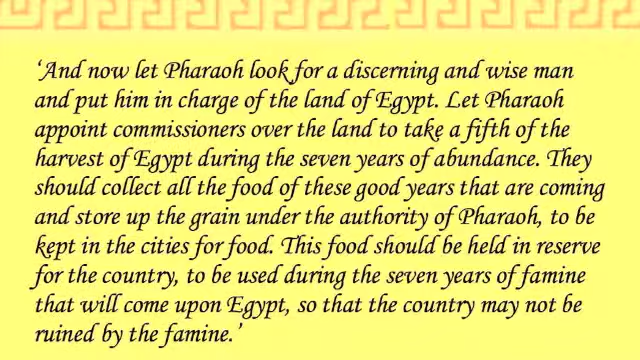 ‘And now let Pharaoh look for a discerning and wise man
and put him in charge of the land of Egypt. Let Pharaoh
appoint commissioners over the land to take a fifth of the
harvest of Egypt during the seven years of abundance. They
should collect all the food of these good years that are coming
and store up the grain under the authority of Pharaoh, to be
kept in the cities for food. This food should be held in reserve
for the country, to be used during the seven years of famine
that will come upon Egypt, so that the country may not be
ruined by the famine.’